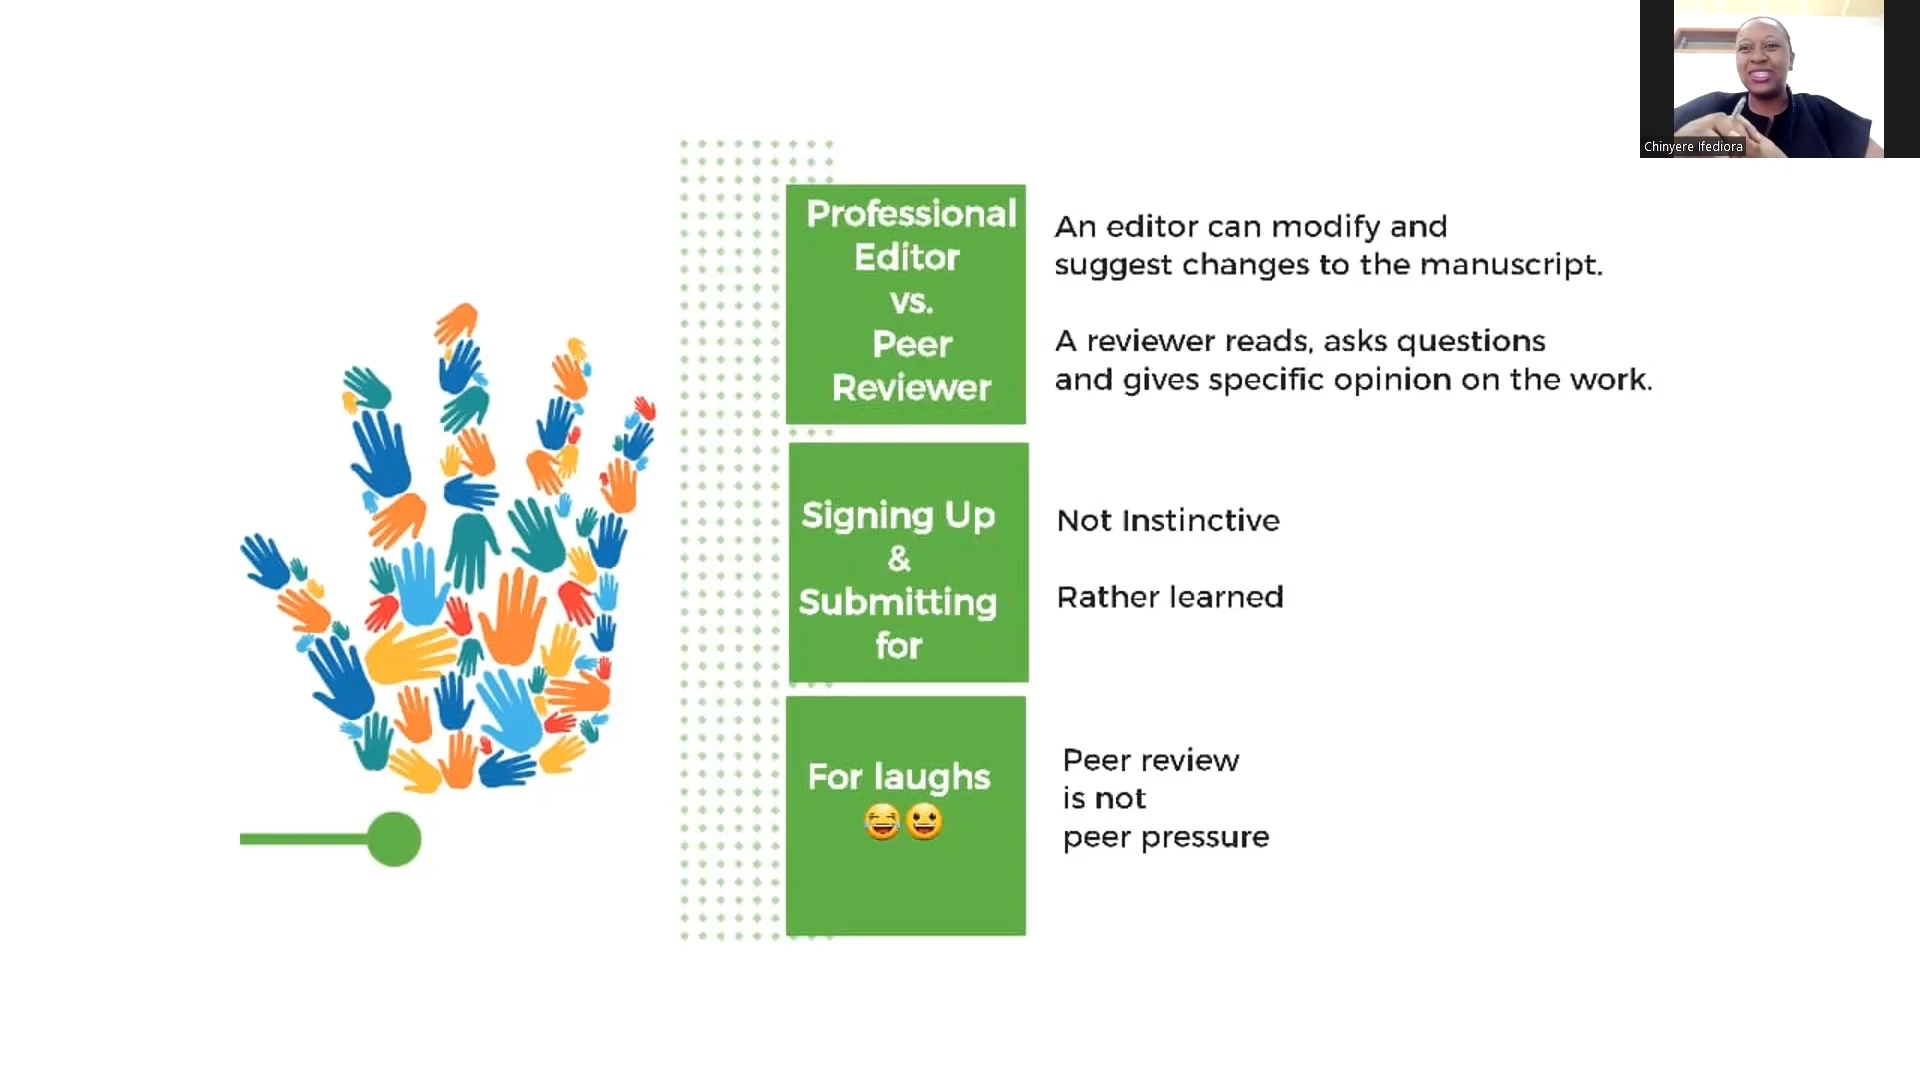 Chinyere Ifediora
Professional
Editor
vs.
Peer
Reviewer
An editor can modify and
suggest changes to the manuscript.
A reviewer reads, asks questions
and gives specific opinion on the work.
Signing Up
&
Submitting
for
Not Instinctive
Rather learned
For laughs
😂😀
Peer review
is not
peer pressure